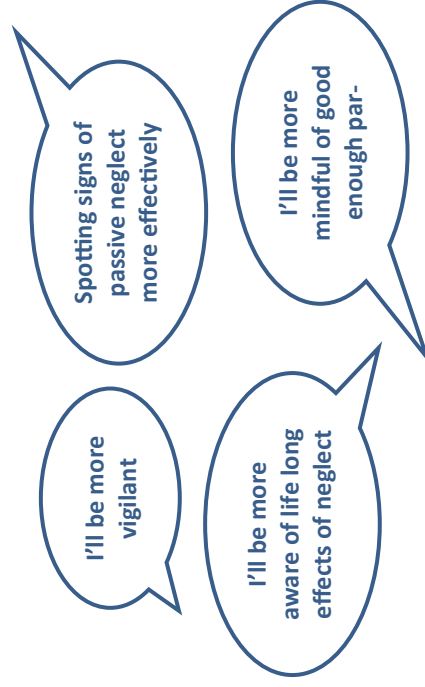 I'll be more
vigilant
Spotting signs of
passive neglect
more effectively
I'll be more
aware of life long
effects of neglect
I'll be more
mindful of good
enough par-